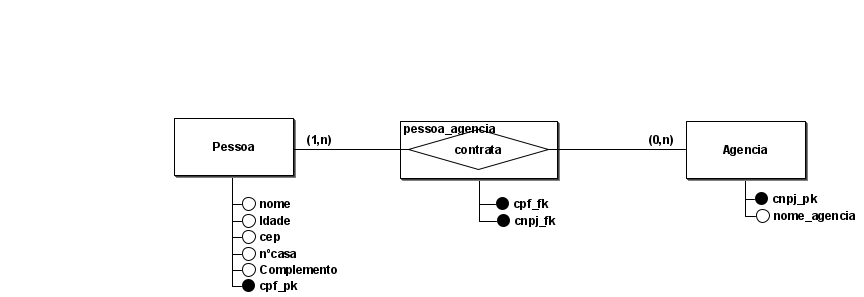 pessoa_agencia
Pessoa
(1,n)
contrata
(0,n)
Agencia
nome
Idade
cep
n°casa
Complemento
cpf_pk
cpf_fk
cnpj_fk
cnpj_pk
nome_agencia